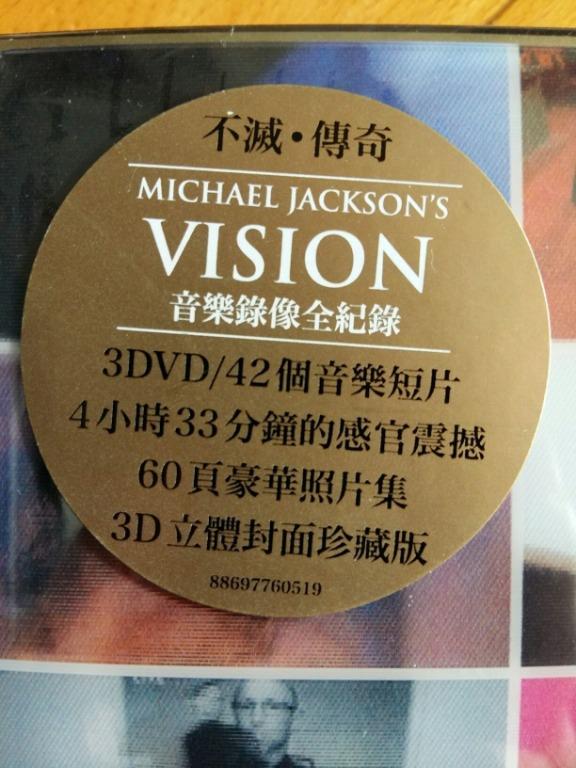 不滅•傳奇
MICHAEL JACKSON'S
VISION
音樂錄像全紀錄
3DVD/42個音樂短片
4小時33分鐘的感官震撼
60頁豪華照片集
3D立體封面珍藏版
88697760519